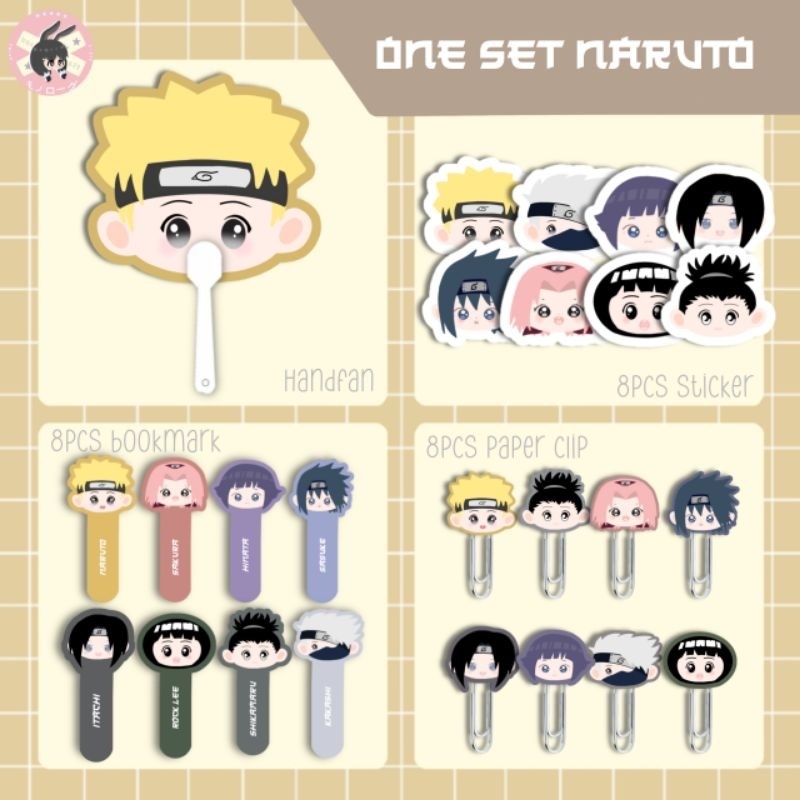 ONE SET NARUTO
Handfan
8PCS Sticker
8PCS bookmark
NARUTO
SAKURA
HINATA
SASUKE
ITACHI
ROCK LEE
SHIKAMARU
KAKASHI
8PCS Paper Clip